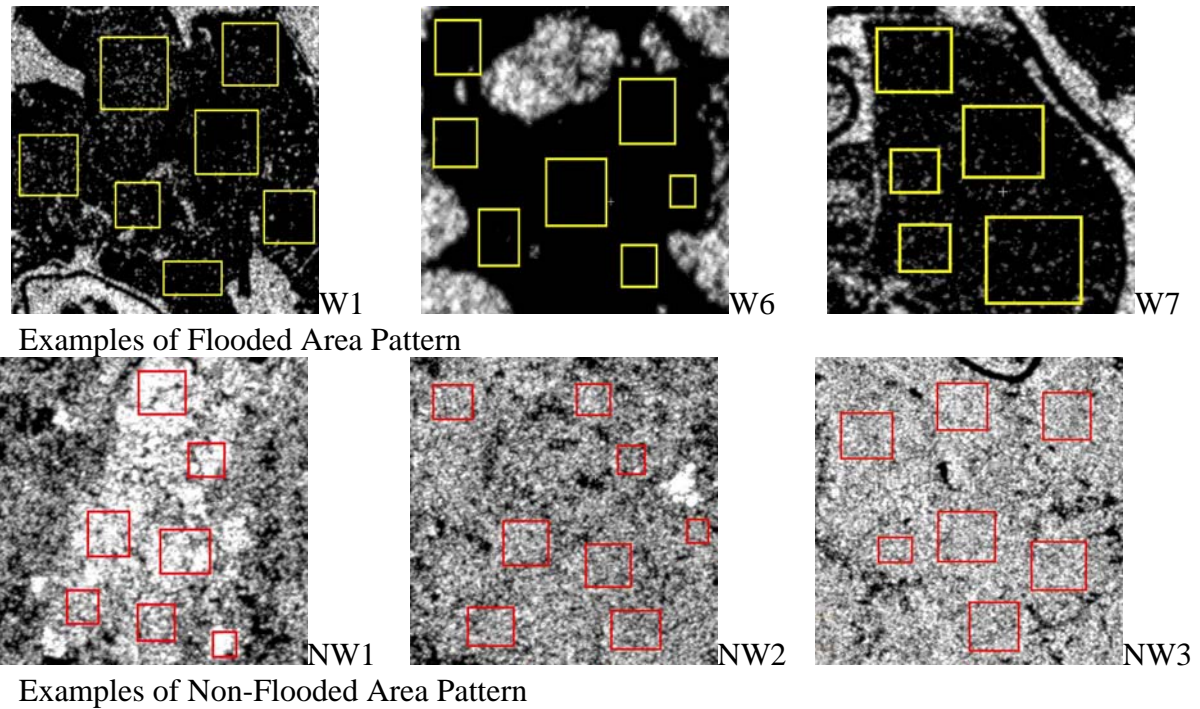 W1 W6 W7
Examples of Flooded Area Pattern
NW1 NW2 NW3
Examples of Non-Flooded Area Pattern